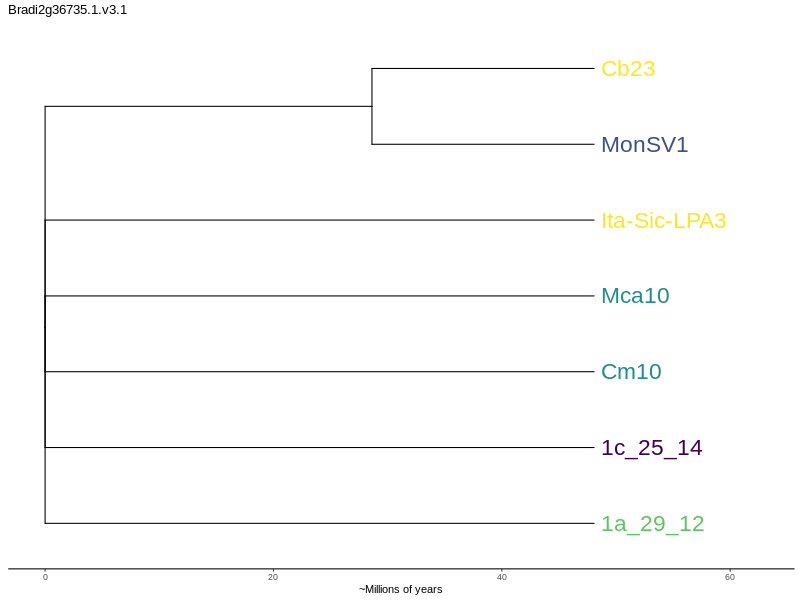 Bradi2g36735.1.v3.1
Cb23
MonSV1
Ita-Sic-LPA3
Mca10
Cm10
1c_25_14
1a_29_12
0 20 40 60
~Millions of years